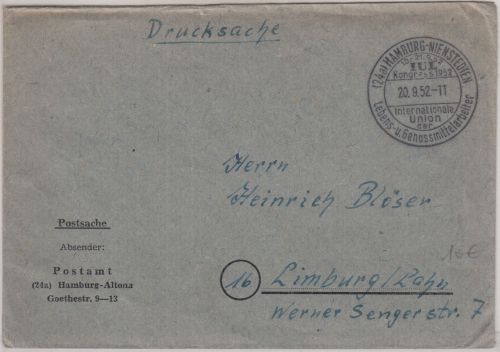 Drucksache
(24a) HAMBURG-NIENSTEDTEN
IUL
Kongress 1952
20.9.52-11
Internationale
Union
der
Lebens-u.Genussmittelarbeiter
Herrn
Heinrich Blöser
Postsache
Absender:
Postamt
(24a) Hamburg-Altona
Goethestr. 9—13
16 Limburg/Lahn
Werner Sengerstr. 7